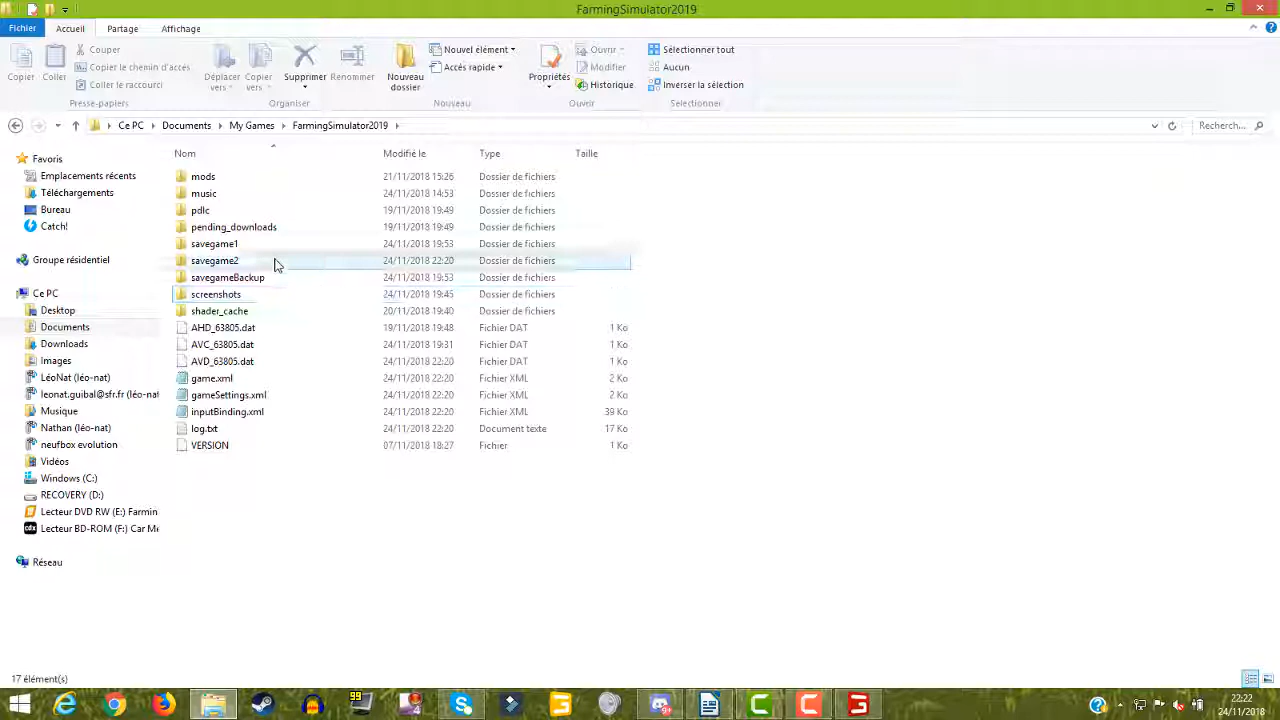 FarmingSimulator2019
Fichier Accueil Partage Affichage
Copier
Coller
Couper
Copier le chemin d'accès
Coller le raccourci
Presse-papiers
Déplacer vers
Copier vers
Supprimer
Renommer
Organiser
Nouveau dossier
Nouvel élément
Accès rapide
Nouveau
Propriétés
Ouvrir
Modifier
Historique
Ouvrir
Sélectionner tout
Aucun
Inverser la sélection
Sélectionner
Ce PC Documents My Games FarmingSimulator2019
Recherch...
Nom Modifié le Type Taille
mods 21/11/2018 15:26 Dossier de fichiers
music 24/11/2018 14:53 Dossier de fichiers
pdlc 19/11/2018 19:49 Dossier de fichiers
pending_downloads 19/11/2018 19:49 Dossier de fichiers
savegame1 24/11/2018 19:53 Dossier de fichiers
savegame2 24/11/2018 22:20 Dossier de fichiers
savegameBackup 24/11/2018 19:53 Dossier de fichiers
screenshots 24/11/2018 19:45 Dossier de fichiers
shader_cache 20/11/2018 19:40 Dossier de fichiers
AHD_63805.dat 19/11/2018 19:48 Fichier DAT 1 Ko
AVC_63805.dat 24/11/2018 19:31 Fichier DAT 1 Ko
AVD_63805.dat 24/11/2018 22:20 Fichier DAT 1 Ko
game.xml 24/11/2018 22:20 Fichier XML 2 Ko
gameSettings.xml 24/11/2018 22:20 Fichier XML 2 Ko
inputBinding.xml 24/11/2018 22:20 Fichier XML 39 Ko
log.txt 24/11/2018 22:20 Document texte 17 Ko
VERSION 07/11/2018 18:27 Fichier 1 Ko
Favoris
Emplacements récents
Téléchargements
Bureau
Catch!
Groupe résidentiel
Ce PC
Desktop
Documents
Downloads
Images
LéoNat (léo-nat)
leonat.guibal@sfr.fr (léo-nat
Musique
Nathan (léo-nat)
neufbox evolution
Vidéos
Windows (C:)
RECOVERY (D:)
Lecteur DVD RW (E:) Farmin
Lecteur BD-ROM (F:) Car Me
Réseau
17 élément(s)
99
22:22
24/11/2018